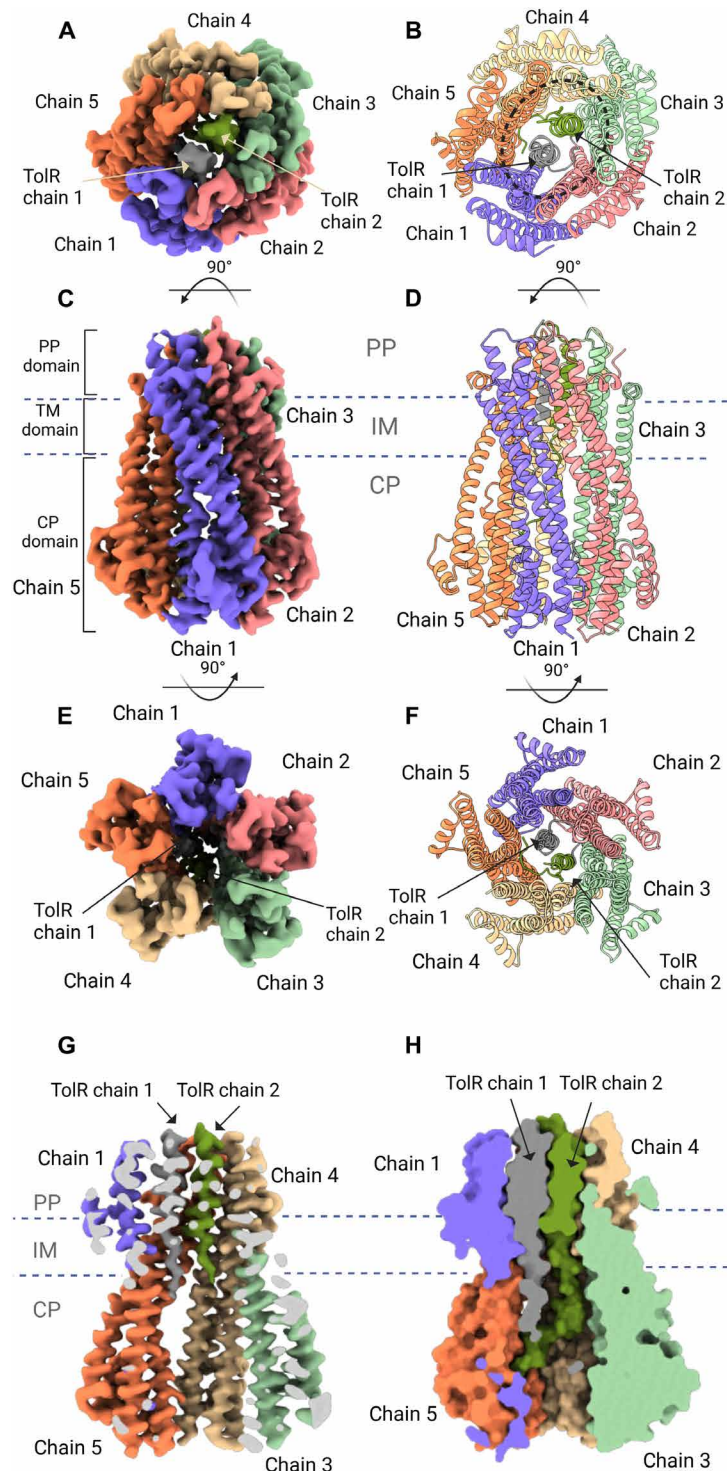 A
Chain 4
B
Chain 4
Chain 5
Chain 3
Chain 5
Chain 3
TolR
chain 1
TolR
chain 2
TolR
chain 1
TolR
chain 2
Chain 1
Chain 2
Chain 1
Chain 2
90°
90°
C
D
PP
domain
PP
TM
domain
Chain 3
IM
Chain 3
CP
CP
domain
Chain 5
Chain 2
Chain 5
Chain 2
Chain 1
Chain 1
90°
90°
E
Chain 1
F
Chain 1
Chain 5
Chain 2
Chain 5
Chain 2
TolR
chain 1
TolR
chain 2
TolR
chain 1
Chain 3
Chain 4
Chain 3
Chain 4
TolR
chain 2
G
H
TolR chain 1
TolR chain 2
TolR chain 1
TolR chain 2
Chain 1
Chain 4
Chain 1
Chain 4
PP
IM
CP
Chain 5
Chain 3
Chain 5
Chain 3